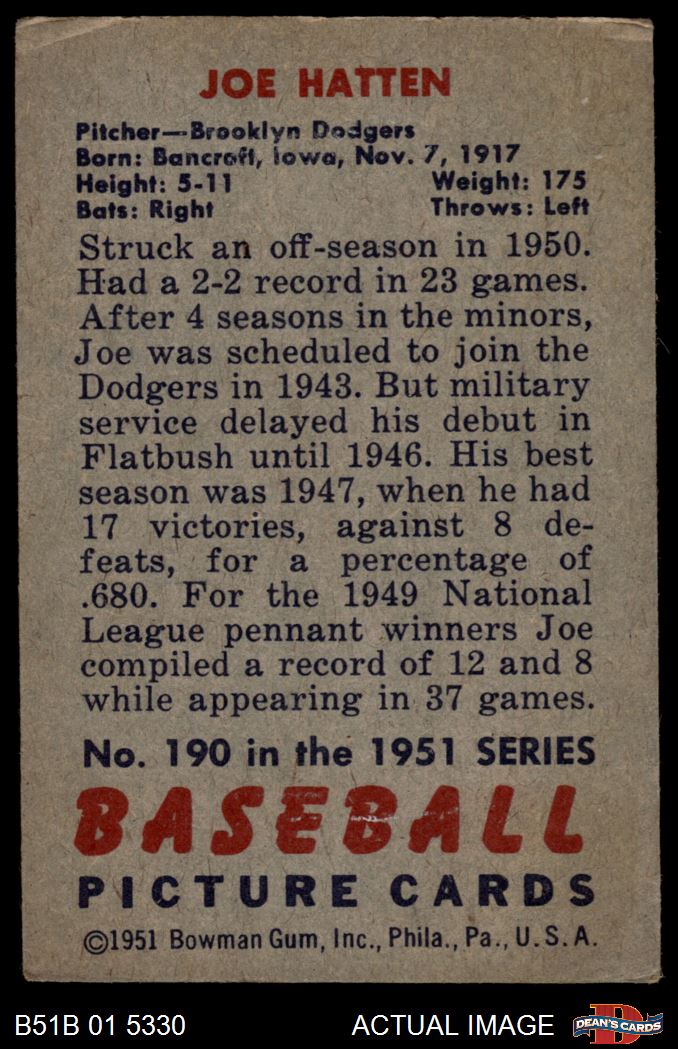 JOE HATTEN
Pitcher—Brooklyn Dodgers
Born: Bancroft, Iowa, Nov. 7, 1917
Height: 5-11 Weight: 175
Bats: Right Throws: Left
Struck an off-season in 1950.
Had a 2-2 record in 23 games.
After 4 seasons in the minors,
Joe was scheduled to join the
Dodgers in 1943. But military
service delayed his debut in
Flatbush until 1946. His best
season was 1947, when he had
17 victories, against 8 de-
feats, for a percentage of
.680. For the 1949 National
League pennant winners Joe
compiled a record of 12 and 8
while appearing in 37 games.
No. 190 in the 1951 SERIES
BASEBALL
PICTURE CARDS
©1951 Bowman Gum, Inc., Phila., Pa., U.S.A.
B51B 01 5330 ACTUAL IMAGE
D
DEAN'S CARDS